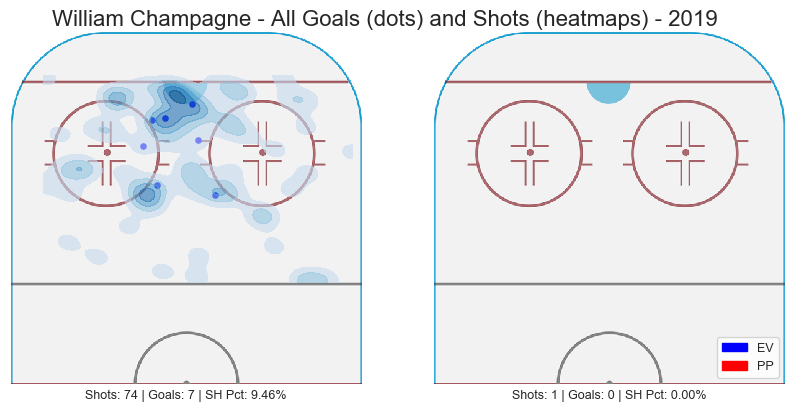 William Champagne - All Goals (dots) and Shots (heatmaps) - 2019
EV
PP
Shots: 74 | Goals: 7 | SH Pct: 9.46%
Shots: 1 | Goals: 0 | SH Pct: 0.00%